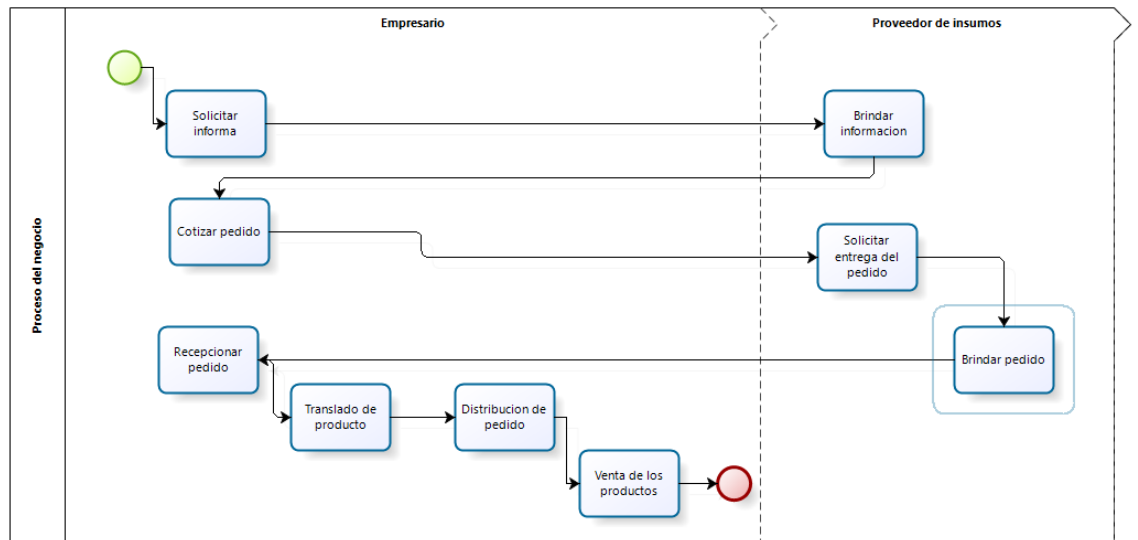 Empresario
Proveedor de insumos
Proceso del negocio
Solicitar
informa
Brindar
informacion
Cotizar pedido
Solicitar
entrega del
pedido
Brindar pedido
Recepcionar
pedido
Translado de
producto
Distribucion de
pedido
Venta de los
productos